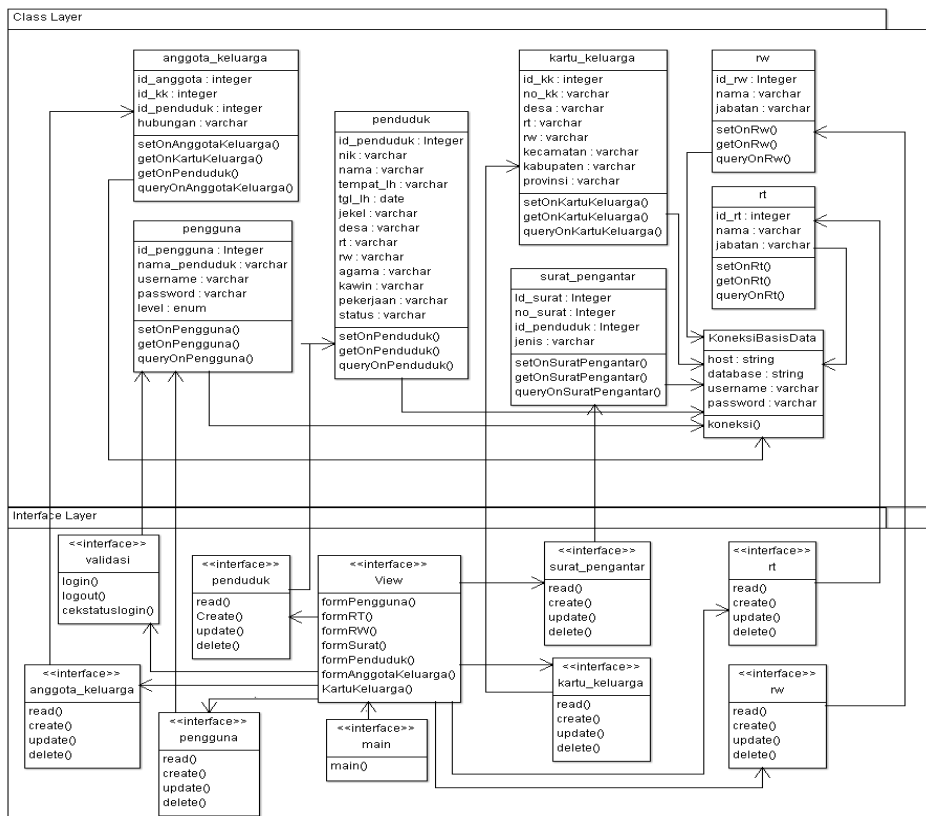 Class Layer
anggota_keluarga
id_anggota : integer
id_kk : integer
id_penduduk : integer
hubungan : varchar
setOnAnggotaKeluarga()
getOnKartuKeluarga()
getOnPenduduk()
queryOnAnggotaKeluarga()
pengguna
id_pengguna : Integer
nama_penduduk : varchar
username : varchar
password : varchar
level : enum
setOnPengguna()
getOnPengguna()
queryOnPengguna()
penduduk
id_penduduk : Integer
nik : varchar
nama : varchar
tempat_lh : varchar
tgl_lh : date
jekel : varchar
desa : varchar
rt : varchar
rw : varchar
agama : varchar
kawin : varchar
pekerjaan : varchar
status : varchar
setOnPenduduk()
getOnPenduduk()
queryOnPenduduk()
kartu_keluarga
id_kk : integer
no_kk : varchar
desa : varchar
rt : varchar
rw : varchar
kecamatan : varchar
kabupaten : varchar
provinsi : varchar
setOnKartuKeluarga()
getOnKartuKeluarga()
queryOnKartuKeluarga()
surat_pengantar
Id_surat : Integer
no_surat : Integer
id_penduduk : Integer
jenis : varchar
setOnSuratPengantar()
getOnSuratPengantar()
queryOnSuratPengantar()
rw
id_rw : Integer
nama : varchar
jabatan : varchar
setOnRw()
getOnRw()
queryOnRw()
rt
id_rt : integer
nama : varchar
jabatan : varchar
setOnRt()
getOnRt()
queryOnRt()
KoneksiBasisData
host : string
database : string
username : varchar
password : varchar
koneksi()
Interface Layer
<<interface>>
validasi
login()
logout()
cekstatuslogin()
<<interface>>
penduduk
read()
Create()
update()
delete()
<<interface>>
View
formPengguna()
formRT()
formRW()
formSurat()
formPenduduk()
formAnggotaKeluarga()
KartuKeluarga()
<<interface>>
surat_pengantar
read()
create()
update()
delete()
<<interface>>
rt
read()
create()
update()
delete()
<<interface>>
anggota_keluarga
read()
create()
update()
delete()
<<interface>>
pengguna
read()
create()
update()
delete()
<<interface>>
main
main()
<<interface>>
kartu_keluarga
read()
create()
update()
delete()
<<interface>>
rw
read()
create()
update()
delete()